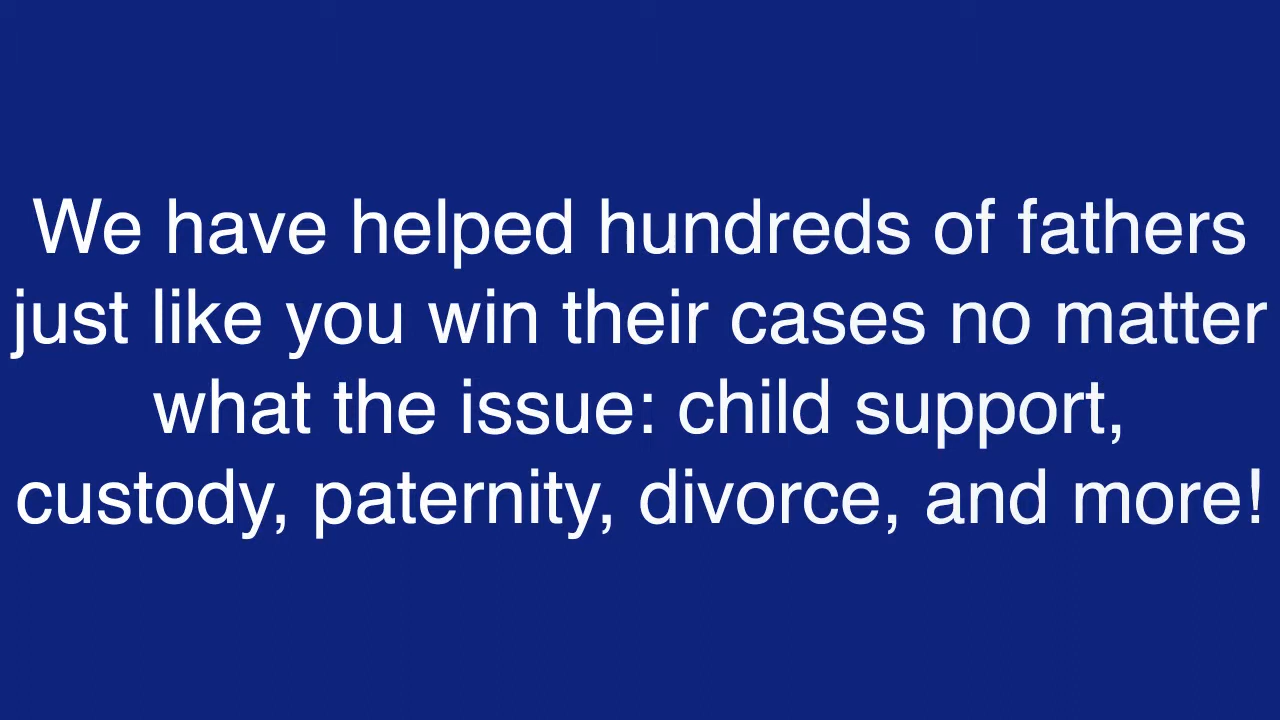 We have helped hundreds of fathers
just like you win their cases no matter
what the issue: child support,
custody, paternity, divorce, and more!